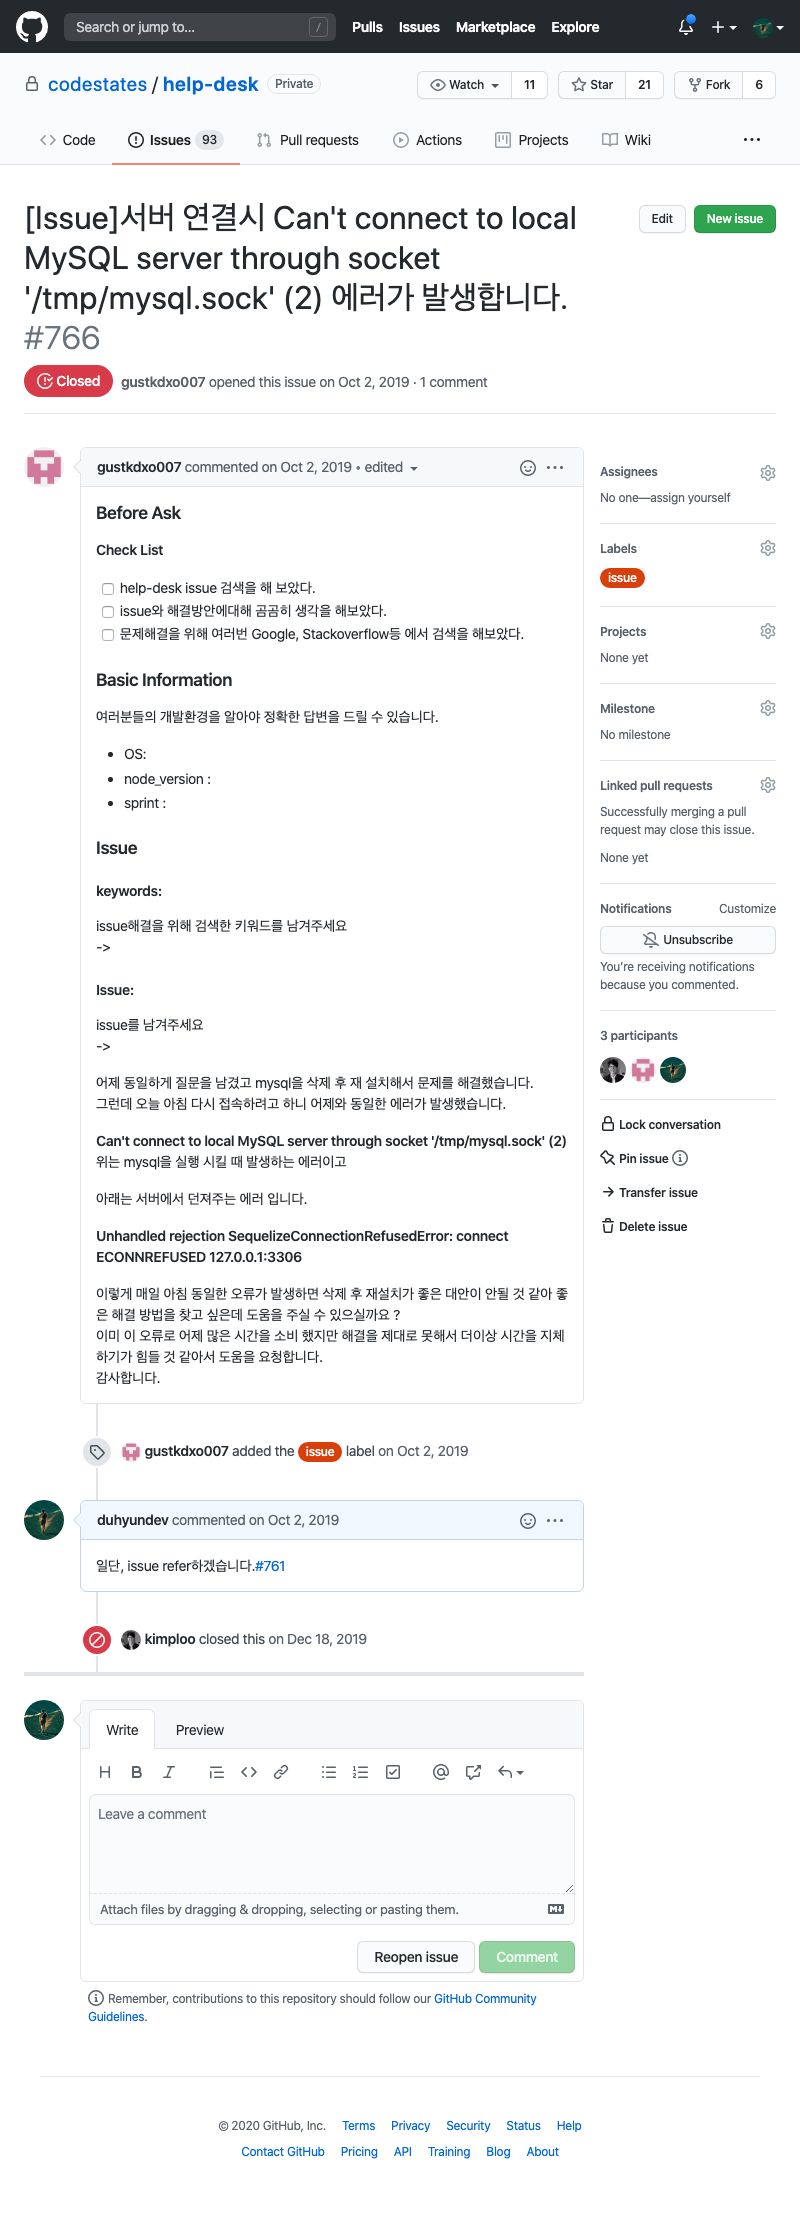 Search or jump to... /
Pulls Issues Marketplace Explore
codestates / help-desk Private
Watch 11 Star 21 Fork 6
Code Issues 93 Pull requests Actions Projects Wiki ...
[Issue]서버 연결시 Can't connect to local
MySQL server through socket
'/tmp/mysql.sock' (2) 에러가 발생합니다.
#766
Edit New issue
Closed gustkdxo007 opened this issue on Oct 2, 2019 · 1 comment
gustkdxo007 commented on Oct 2, 2019 • edited
Before Ask
Check List
help-desk issue 검색을 해 보았다.
issue와 해결방안에대해 곰곰히 생각을 해보았다.
문제해결을 위해 여러번 Google, Stackoverflow등 에서 검색을 해보았다.
Basic Information
여러분들의 개발환경을 알아야 정확한 답변을 드릴 수 있습니다.
• OS:
• node_version :
• sprint :
Issue
keywords:
issue해결을 위해 검색한 키워드를 남겨주세요
->
Issue:
issue를 남겨주세요
->
어제 동일하게 질문을 남겼고 mysql을 삭제 후 재 설치해서 문제를 해결했습니다.
그런데 오늘 아침 다시 접속하려고 하니 어제와 동일한 에러가 발생했습니다.
Can't connect to local MySQL server through socket '/tmp/mysql.sock' (2)
위는 mysql을 실행 시킬 때 발생하는 에러이고
아래는 서버에서 던져주는 에러 입니다.
Unhandled rejection SequelizeConnectionRefusedError: connect
ECONNREFUSED 127.0.0.1:3306
이렇게 매일 아침 동일한 오류가 발생하면 삭제 후 재설치가 좋은 대안이 안될 것 같아 좋
은 해결 방법을 찾고 싶은데 도움을 주실 수 있으실까요 ?
이미 이 오류로 어제 많은 시간을 소비 했지만 해결을 제대로 못해서 더이상 시간을 지체
하기가 힘들 것 같아서 도움을 요청합니다.
감사합니다.
gustkdxo007 added the issue label on Oct 2, 2019
duhyundev commented on Oct 2, 2019
일단, issue refer하겠습니다.#761
kimploo closed this on Dec 18, 2019
Assignees
No one—assign yourself
Labels
issue
Projects
None yet
Milestone
No milestone
Linked pull requests
Successfully merging a pull
request may close this issue.
None yet
Notifications Customize
Unsubscribe
You're receiving notifications
because you commented.
3 participants
Lock conversation
Pin issue
Transfer issue
Delete issue
Write Preview
Leave a comment
Attach files by dragging & dropping, selecting or pasting them.
Reopen issue Comment
Remember, contributions to this repository should follow our GitHub Community
Guidelines.
© 2020 GitHub, Inc. Terms Privacy Security Status Help
Contact GitHub Pricing API Training Blog About